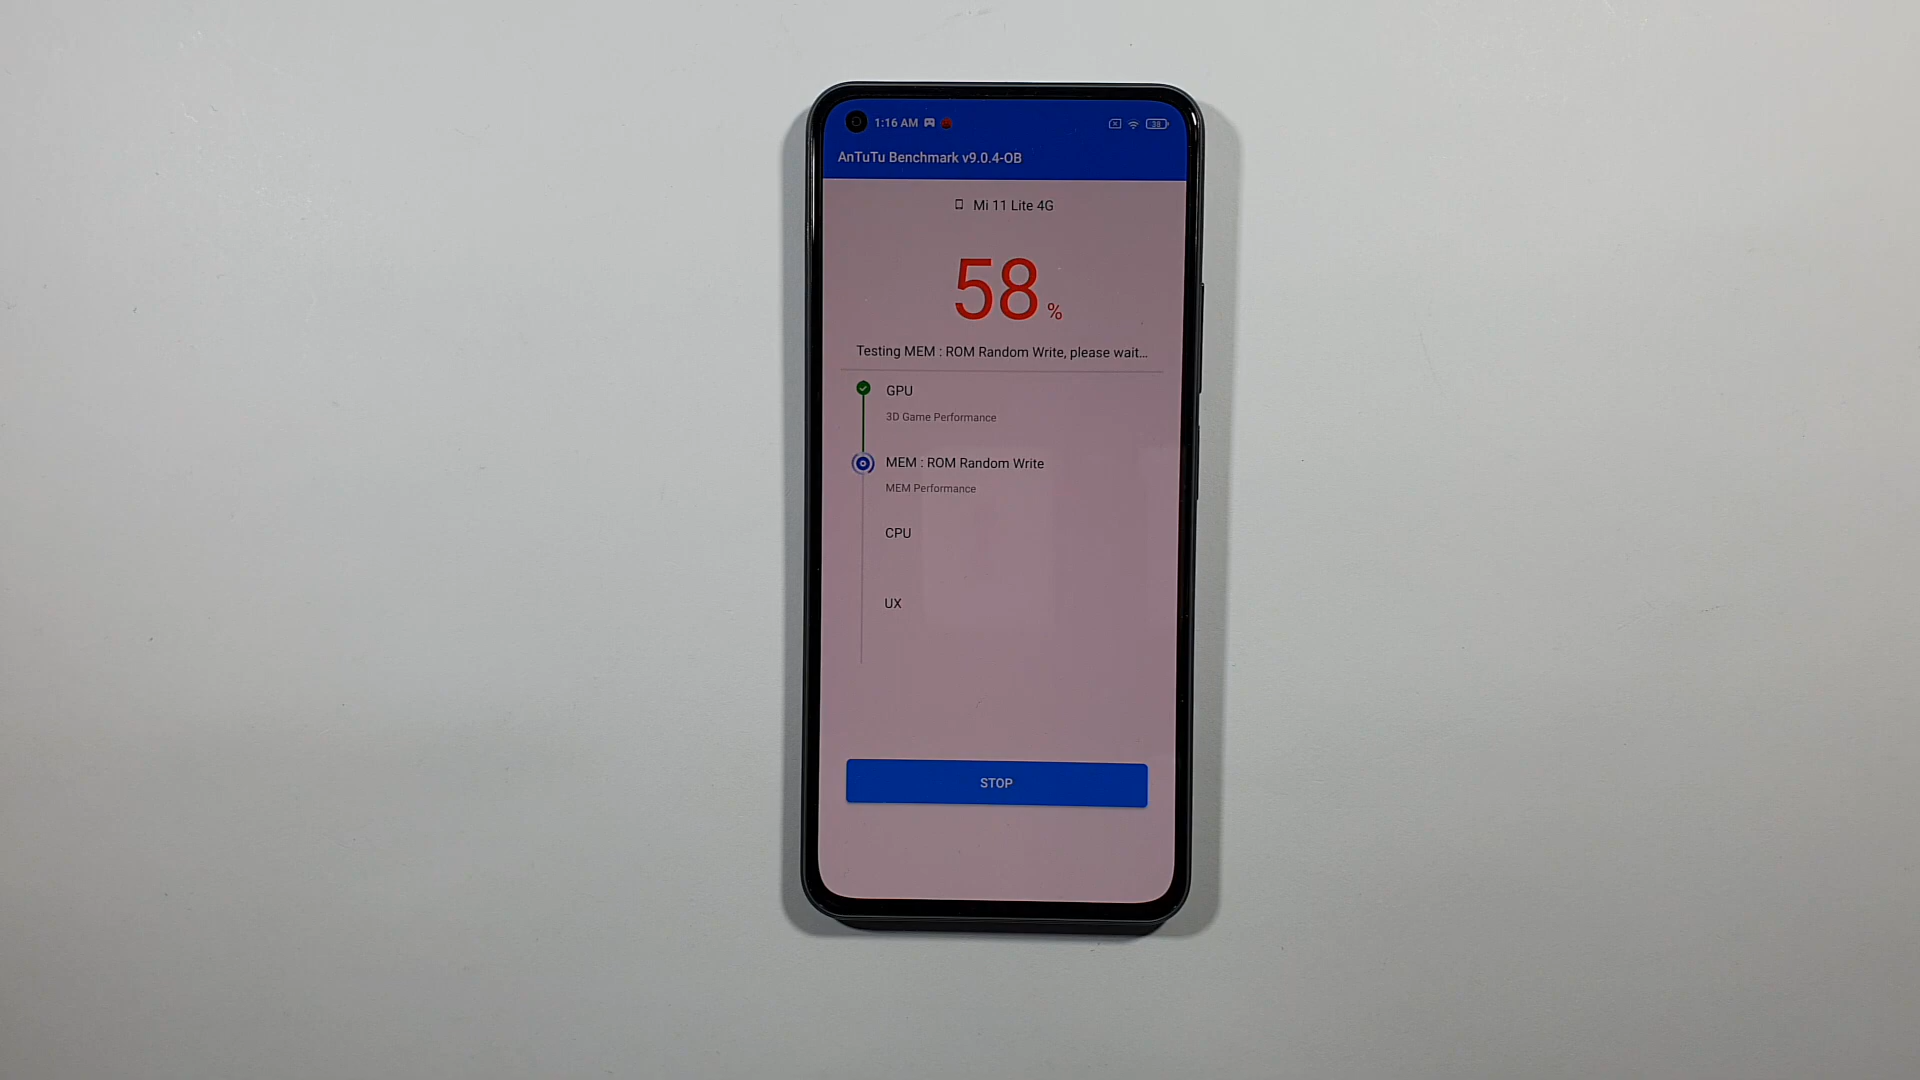 1:16 AM 38
AnTuTu Benchmark v9.0.4-OB
Mi 11 Lite 4G
58 %
Testing MEM : ROM Random Write, please wait...
GPU
3D Game Performance
MEM : ROM Random Write
MEM Performance
CPU
UX
STOP